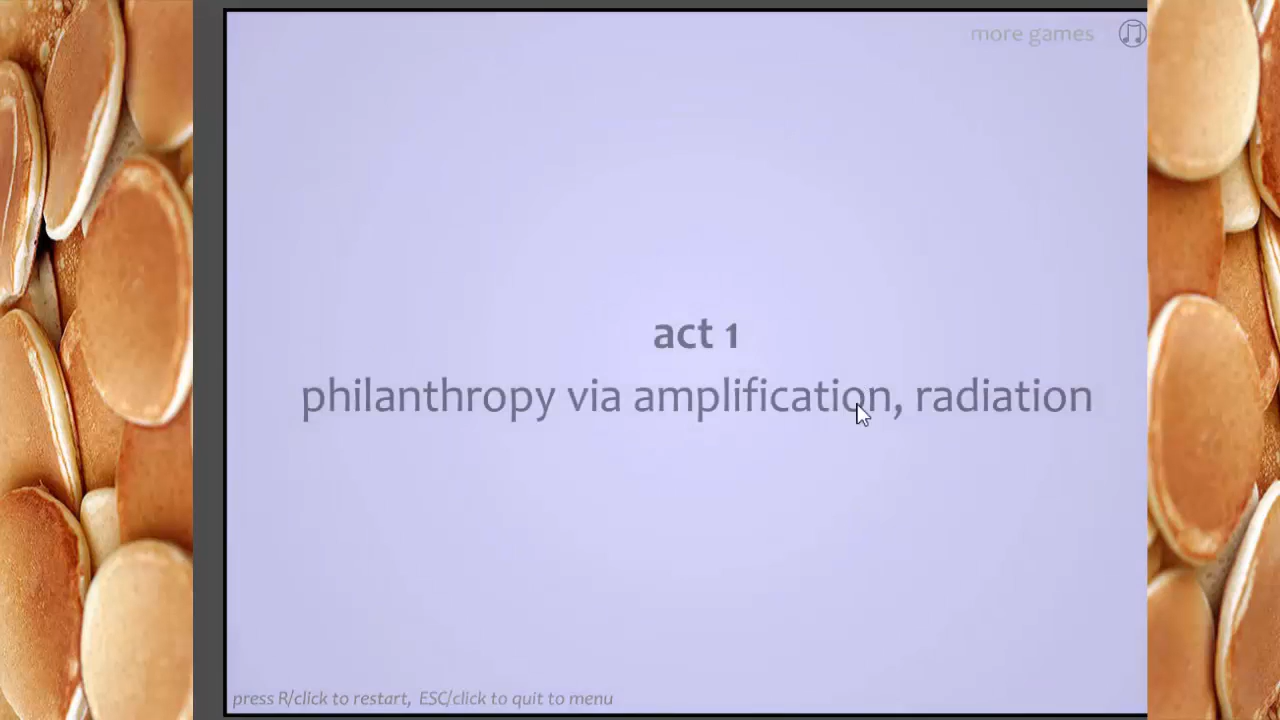 more games
act 1
philanthropy via amplification, radiation
press R/click to restart, ESC/click to quit to menu